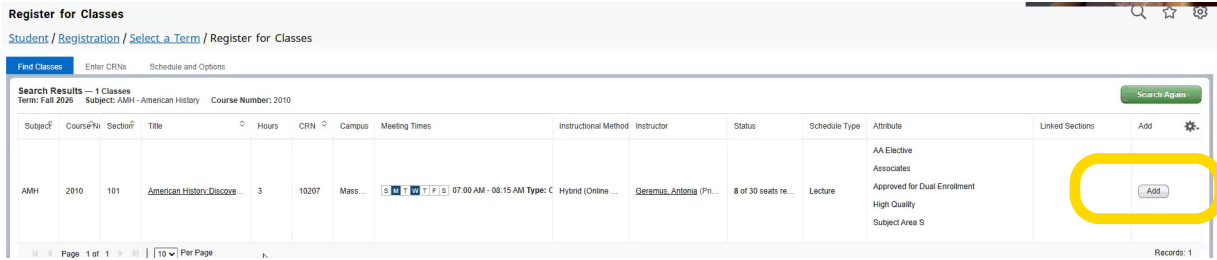 Register for Classes
Student / Registration / Select a Term / Register for Classes
Find Classes Enter CRNs Schedule and Options
Search Results — 1 Classes
Term: Fall 2026 Subject: AMH - American History Course Number: 2010
Search Again
Subject Course Nu Section Title Hours CRN Campus Meeting Times Instructional Method Instructor Status Schedule Type Attribute Linked Sections Add
AMH 2010 101 American History:Discove... 3 10207 Mass... S M T W T F S 07:00 AM - 08:15 AM Type: C Hybrid (Online ... Geremus, Antonia (Pri... 8 of 30 seats re... Lecture
AA Elective
Associates
Approved for Dual Enrollment
High Quality
Subject Area S
Add
Page 1 of 1 10 Per Page
Records: 1